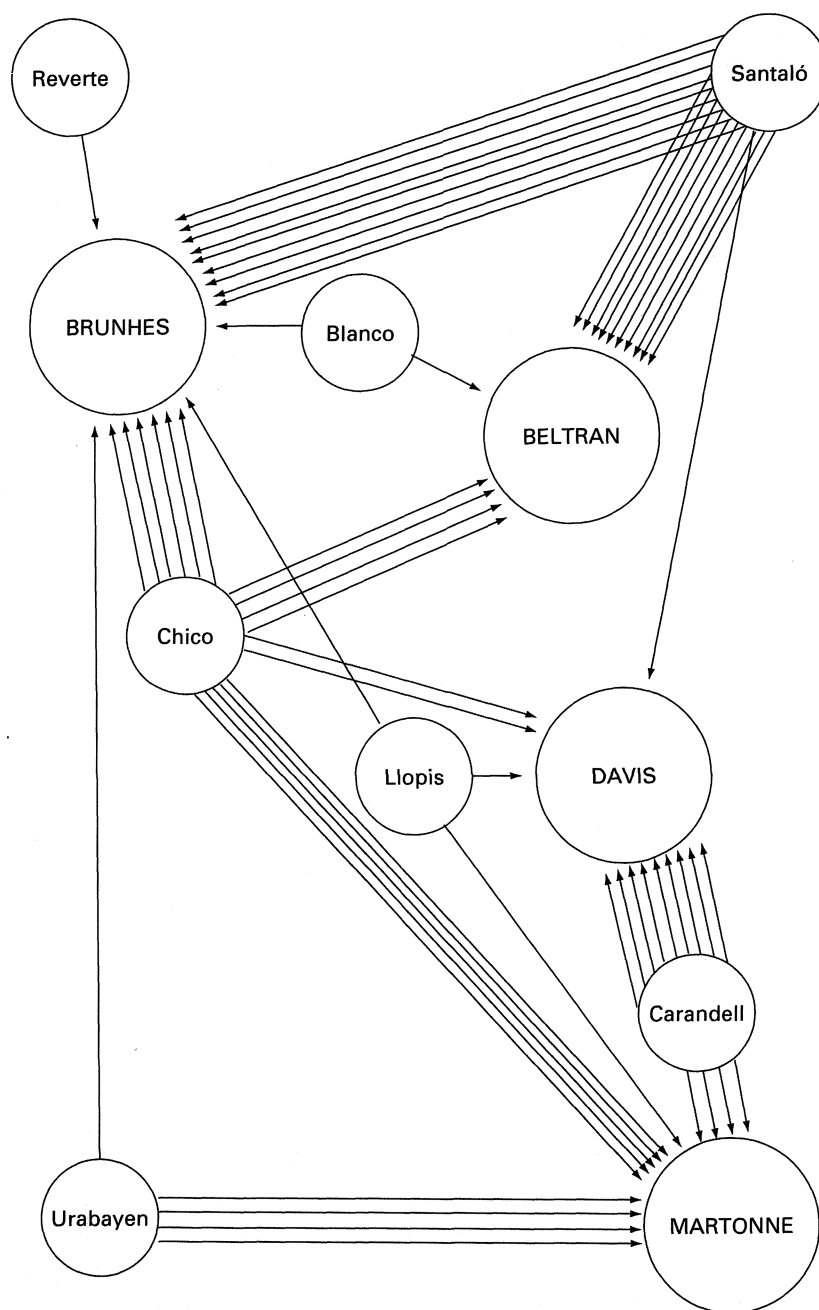 Reverte
Santaló
BRUNHES
Blanco
BELTRAN
Chico
Llopis
DAVIS
Carandell
Urabayen
MARTONNE